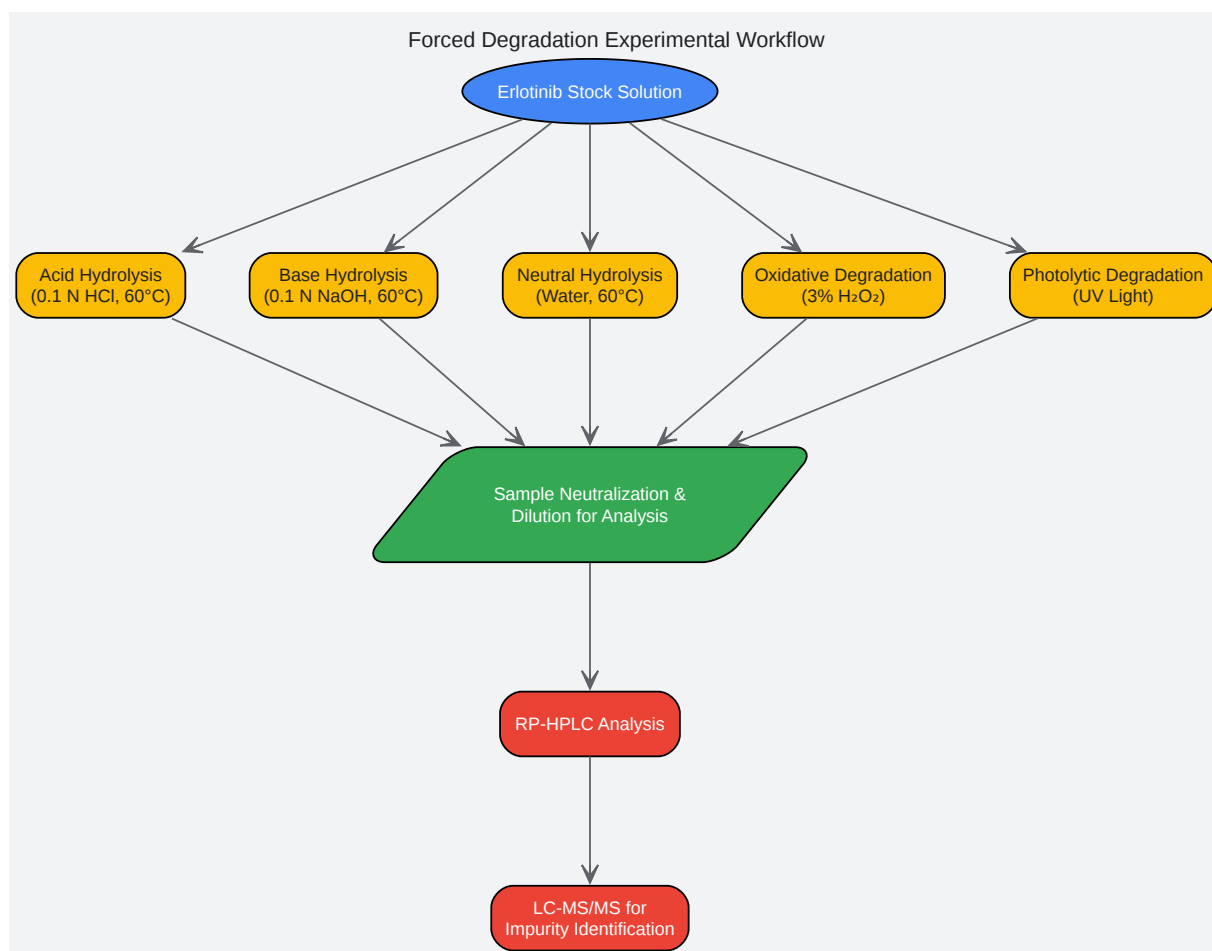 Forced Degradation Experimental Workflow
Erlotinib Stock Solution
Acid Hydrolysis
(0.1 N HCl, 60°C)
Base Hydrolysis
(0.1 N NaOH, 60°C)
Neutral Hydrolysis
(Water, 60°C)
Oxidative Degradation
(3% H₂O₂)
Photolytic Degradation
(UV Light)
Sample Neutralization &
Dilution for Analysis
RP-HPLC Analysis
LC-MS/MS for
Impurity Identification